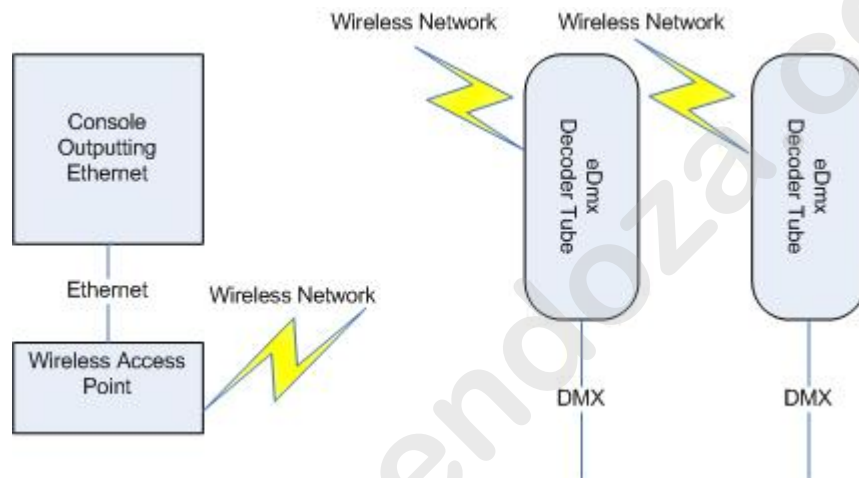 Wireless Network
Wireless Network
Console
Outputting
Ethernet
eDmx
Decoder Tube
eDmx
Decoder Tube
Ethernet
Wireless Network
Wireless Access
Point
DMX
DMX
endoza c